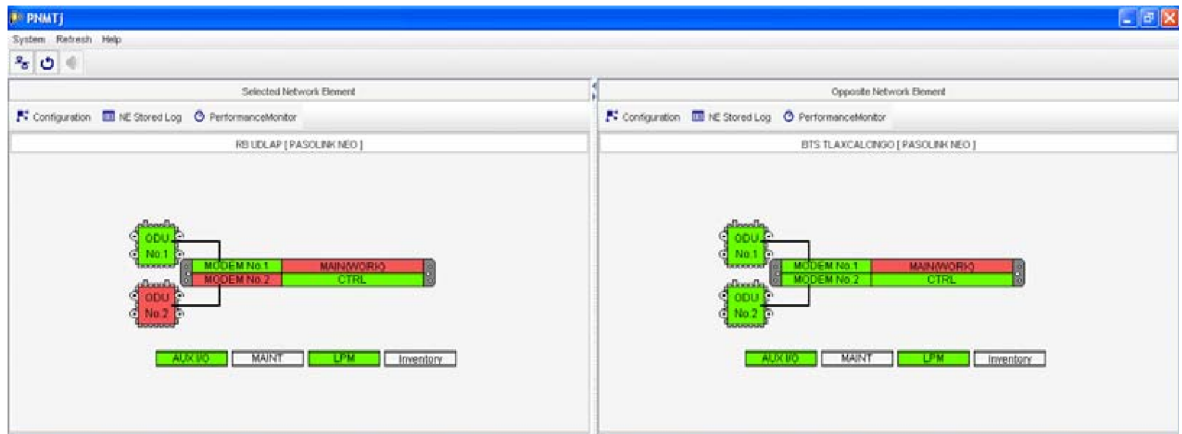 PNMTj
System Refresh Help
Selected Network Element
Opposite Network Element
Configuration NE Stored Log PerformanceMonitor
Configuration NE Stored Log PerformanceMonitor
RB UDLAP [ PASOLINK NEO ]
BTS TLAXCALCINGO [ PASOLINK NEO ]
ODU
No.1
MODEM No.1 MAIN(WORK)
MODEM No.2 CTRL
ODU
No.2
AUX I/O MAINT LPM Inventory
ODU
No.1
MODEM No.1 MAIN(WORK)
MODEM No.2 CTRL
ODU
No.2
AUX I/O MAINT LPM Inventory